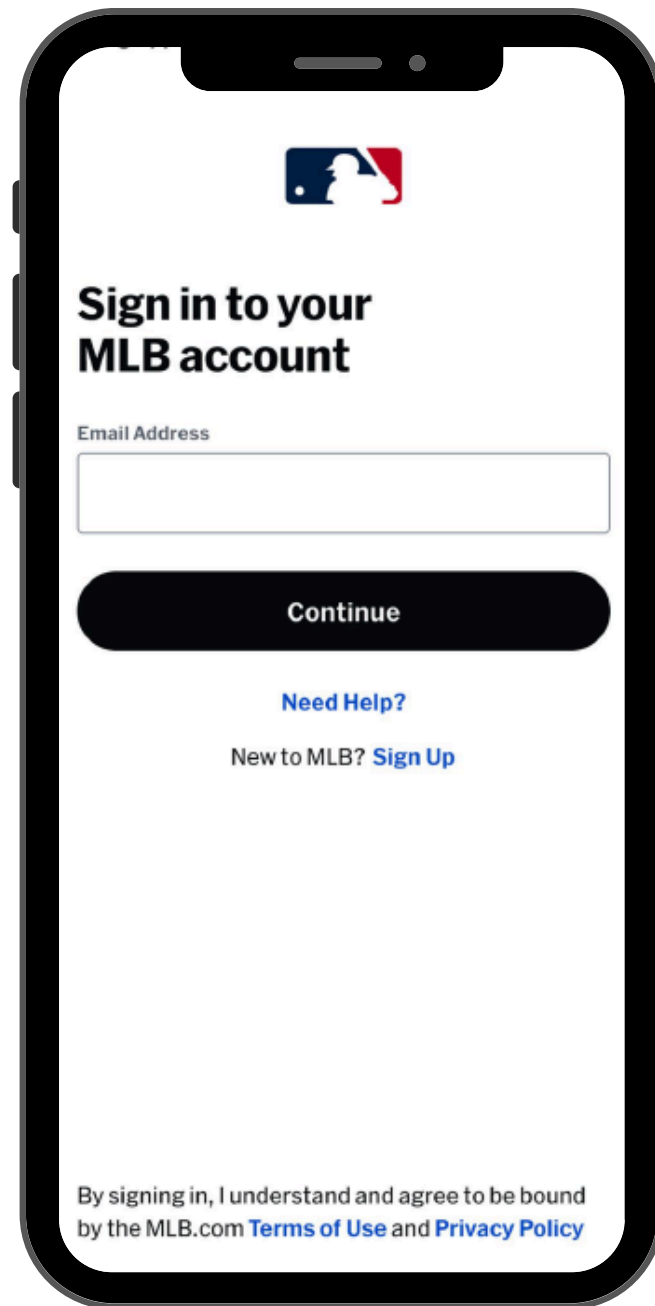 Sign in to your
MLB account
Email Address
Continue
Need Help?
New to MLB? Sign Up
By signing in, I understand and agree to be bound
by the MLB.com Terms of Use and Privacy Policy